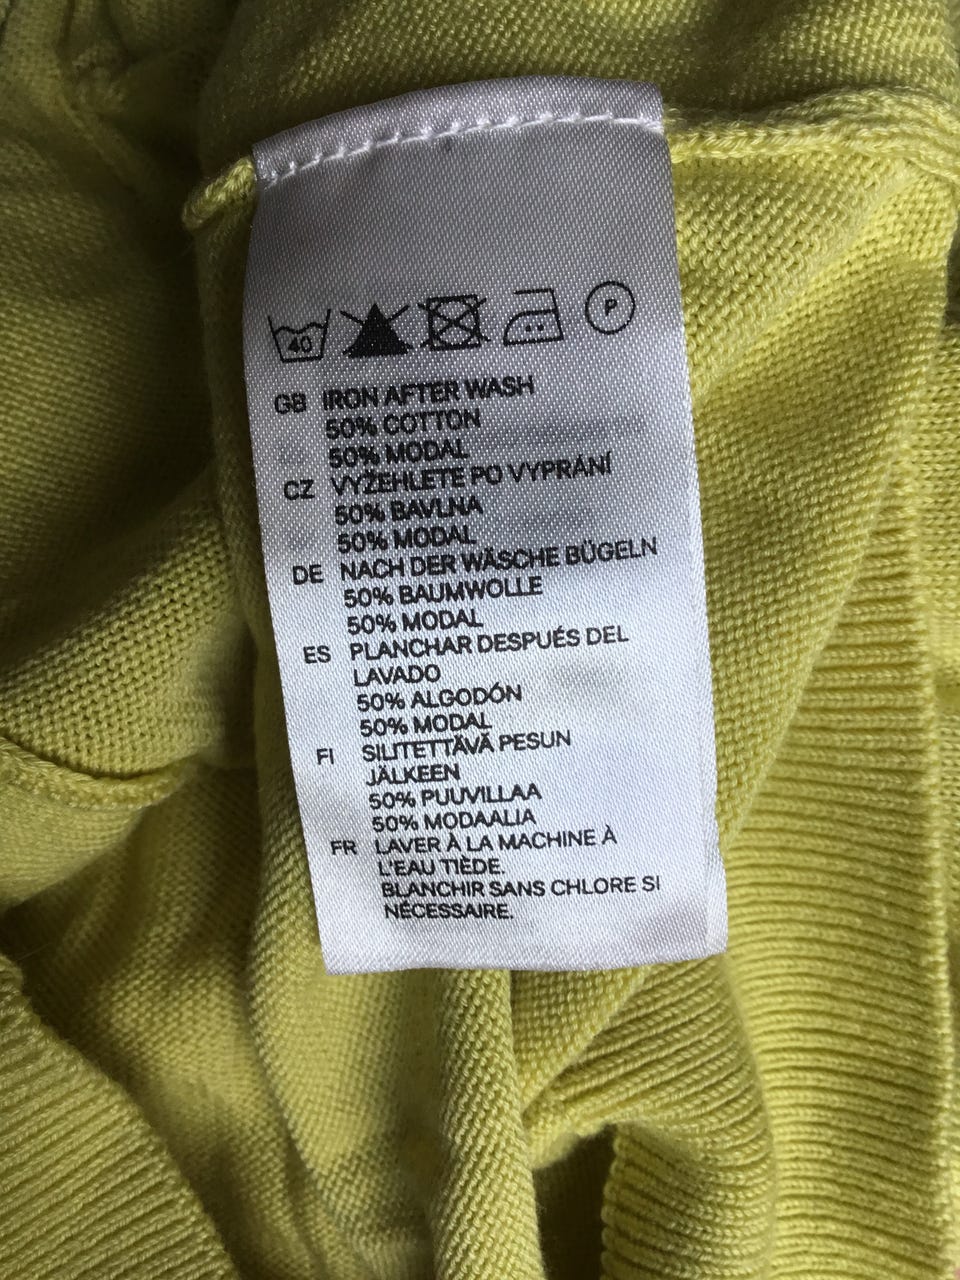 40 P
GB IRON AFTER WASH
50% COTTON
50% MODAL
CZ VYŽEHLETE PO VYPRÁNÍ
50% BAVLNA
50% MODAL
DE NACH DER WÄSCHE BÜGELN
50% BAUMWOLLE
50% MODAL
ES PLANCHAR DESPUÉS DEL
LAVADO
50% ALGODÓN
50% MODAL
FI SILITETTÄVÄ PESUN
JÄLKEEN
50% PUUVILLAA
50% MODAALIA
FR LAVER À LA MACHINE À
L'EAU TIÈDE.
BLANCHIR SANS CHLORE SI
NÉCESSAIRE.